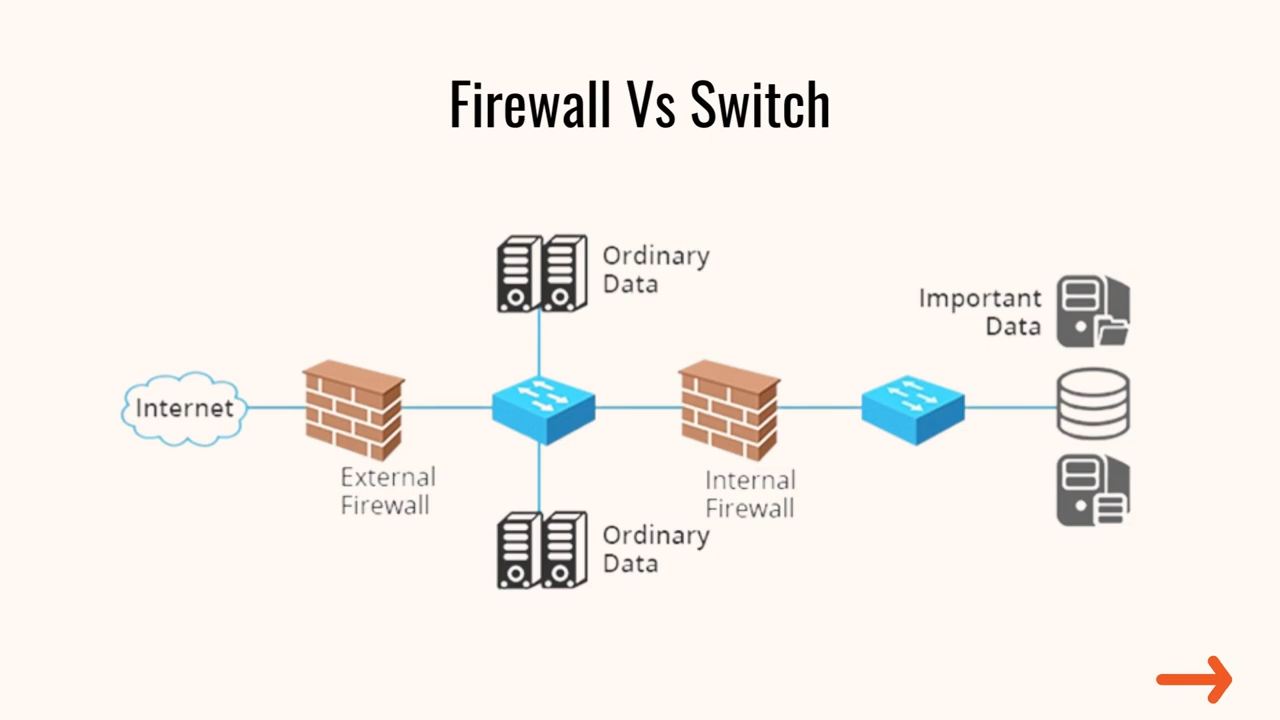 Firewall Vs Switch
Ordinary
Data
Important
Data
Internet
External
Firewall
Internal
Firewall
Ordinary
Data